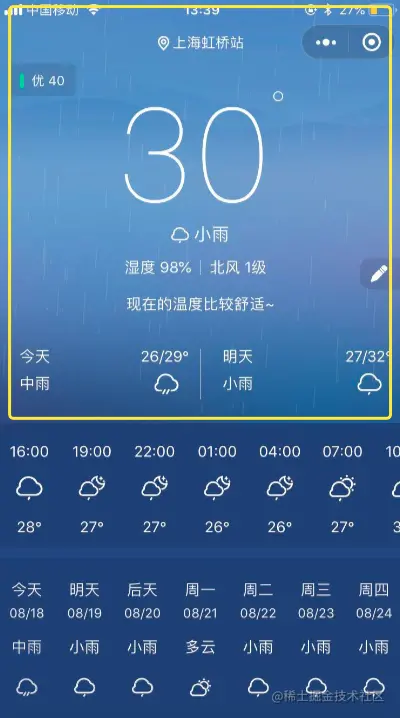 中国移动 13:39 27%
上海虹桥站
优 40
30°
小雨
湿度 98% 北风 1级
现在的温度比较舒适~
今天 26/29° 明天 27/32°
中雨 小雨
16:00 19:00 22:00 01:00 04:00 07:00 10
28° 27° 27° 26° 26° 27° 3
今天 明天 后天 周一 周二 周三 周四
08/18 08/19 08/20 08/21 08/22 08/23 08/24
中雨 小雨 小雨 多云 小雨 小雨 小雨
@稀土掘金技术社区